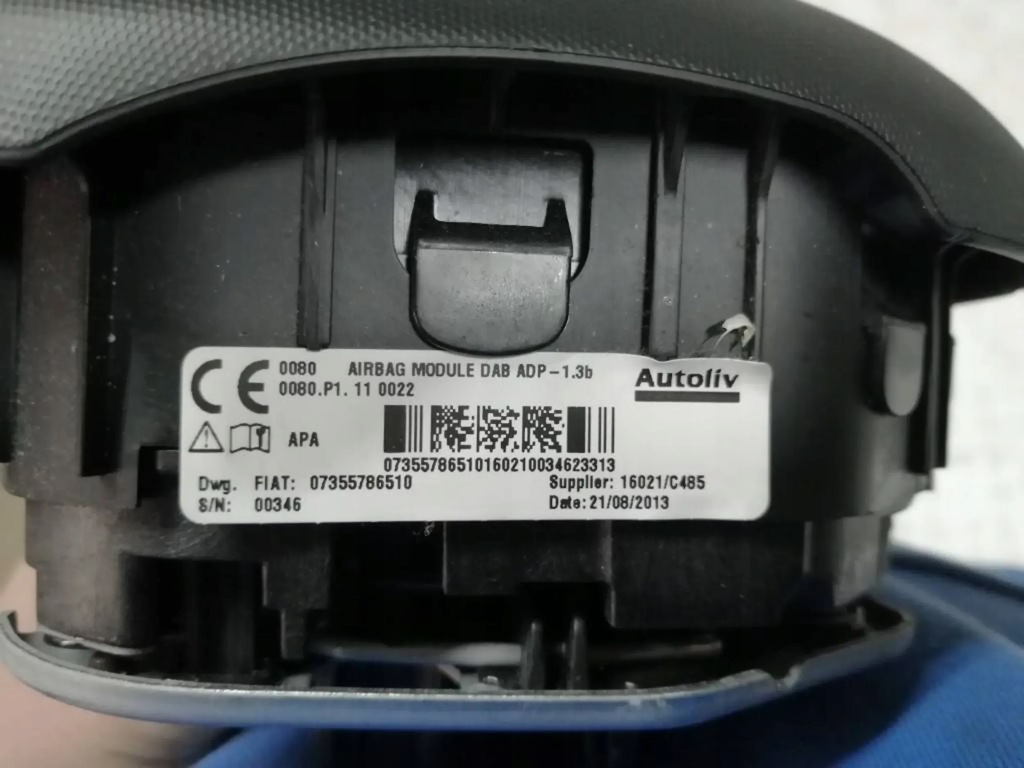 CE 0080 AIRBAG MODULE DAB ADP-1.3b
0080.P1. 11 0022
Autoliv
APA
07355786510160210034623313
Dwg. FIAT: 07355786510
Supplier: 16021/C485
S/N: 00346
Date: 21/08/2013